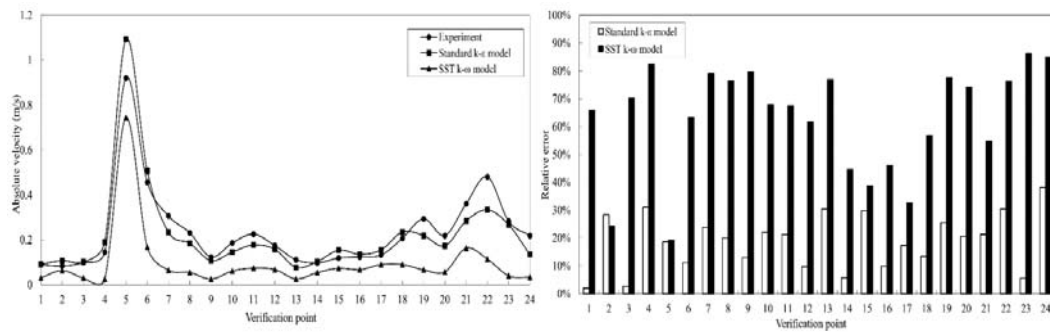 Absolute velocity (m/s)
1.2
1
0.8
0.6
0.4
0.2
0
Experiment
Standard k-ε model
SST k-ω model
1 2 3 4 5 6 7 8 9 10 11 12 13 14 15 16 17 18 19 20 21 22 23 24
Verification point
Relative error
100%
90%
80%
70%
60%
50%
40%
30%
20%
10%
0%
Standard k-ε model
SST k-ω model
1 2 3 4 5 6 7 8 9 10 11 12 13 14 15 16 17 18 19 20 21 22 23 24
Verification point